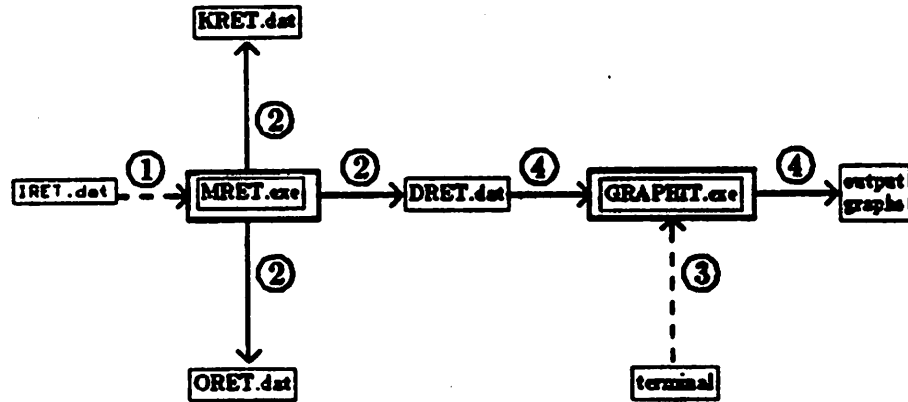 KRET.dat
②
① ② ④ ④
IRET.dat MRET.exe DRET.dat GRAPHIT.exe output
graphs
② ③
ORET.dat terminal